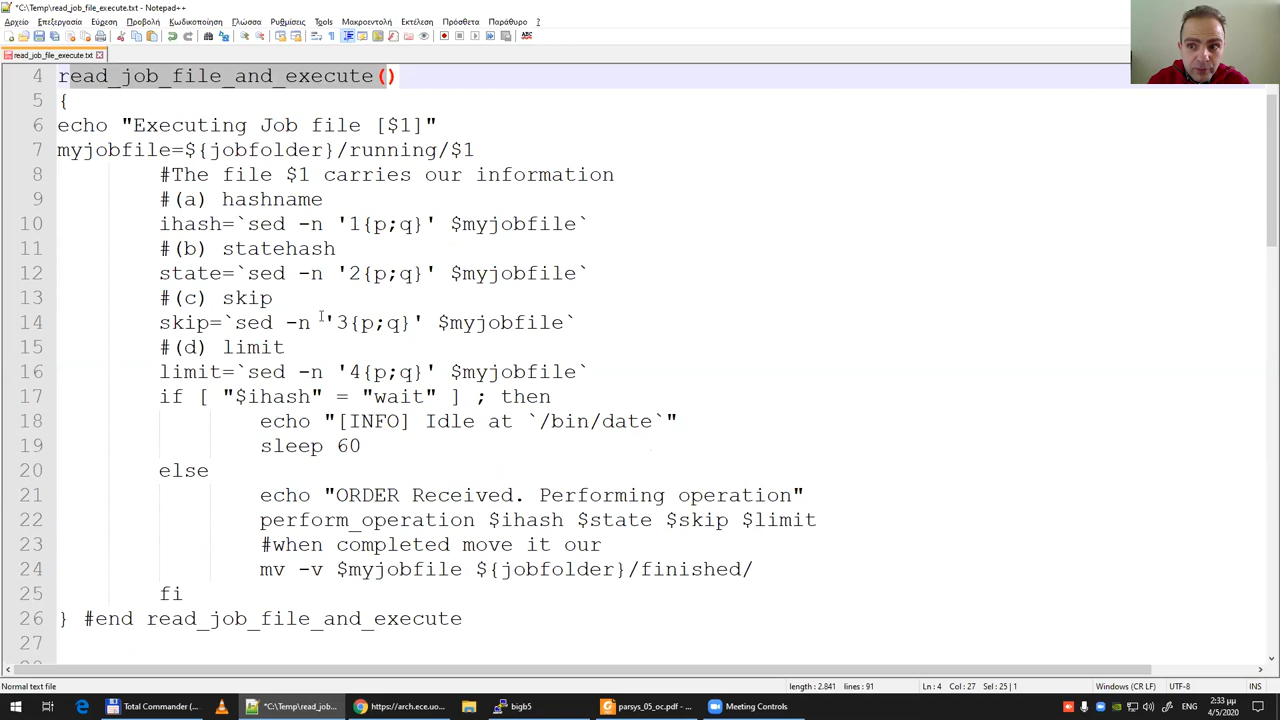 *C:\Temp\read_job_file_execute.txt - Notepad++
Αρχείο Επεξεργασία Εύρεση Προβολή Κωδικοποίηση Γλώσσα Ρυθμίσεις Tools Μακροεντολή Εκτέλεση Πρόσθετα Παράθυρο ?
read_job_file_execute.txt
4 read_job_file_and_execute()
5 {
6 echo "Executing Job file [$1]"
7 myjobfile=${jobfolder}/running/$1
8 #The file $1 carries our information
9 #(a) hashname
10 ihash=`sed -n '1{p;q}' $myjobfile`
11 #(b) statehash
12 state=`sed -n '2{p;q}' $myjobfile`
13 #(c) skip
14 skip=`sed -n '3{p;q}' $myjobfile`
15 #(d) limit
16 limit=`sed -n '4{p;q}' $myjobfile`
17 if [ "$ihash" = "wait" ] ; then
18 echo "[INFO] Idle at `/bin/date`"
19 sleep 60
20 else
21 echo "ORDER Received. Performing operation"
22 perform_operation $ihash $state $skip $limit
23 #when completed move it our
24 mv -v $myjobfile ${jobfolder}/finished/
25 fi
26 } #end read_job_file_and_execute
27
Normal text file length : 2.841 lines : 91 Ln : 4 Col : 27 Sel : 25 | 1 Windows (CR LF) UTF-8 INS
Total Commander (... *C:\Temp\read_job... https://arch.ece.uo... bigb5 parsys_05_oc.pdf - ... Meeting Controls ENG 2:33 μμ
4/5/2020